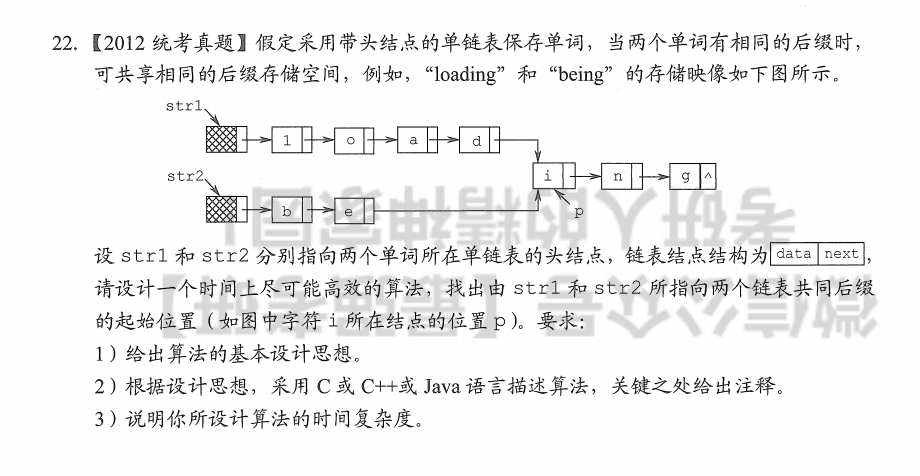 22.【2012 统考真题】假定采用带头结点的单链表保存单词，当两个单词有相同的后缀时，
可共享相同的后缀存储空间，例如，“loading”和“being”的存储映像如下图所示。
str1
l o a d
str2
i n g ^
b e
p
考研人的精神家园！
设 str1 和 str2 分别指向两个单词所在单链表的头结点，链表结点结构为 data next，
请设计一个时间上尽可能高效的算法，找出由 str1 和 str2 所指向两个链表共同后缀
的起始位置（如图中字符 i 所在结点的位置 p）。要求：
1）给出算法的基本设计思想。
2）根据设计思想，采用 C 或 C++或 Java 语言描述算法，关键之处给出注释。
3）说明你所设计算法的时间复杂度。